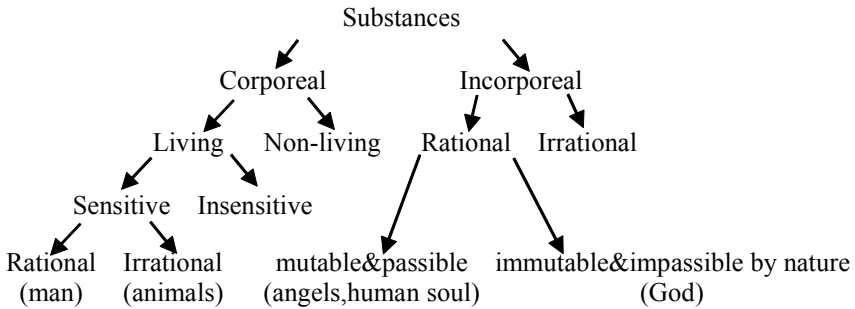 Substances
Corporeal Incorporeal
Living Non-living Rational Irrational
Sensitive Insensitive
Rational Irrational mutable&passible immutable&impassible by nature
(man) (animals) (angels,human soul) (God)